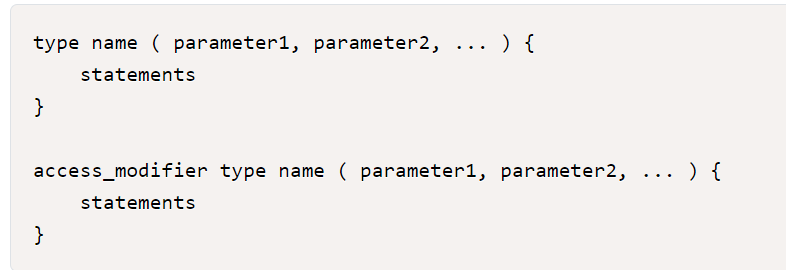 type name ( parameter1, parameter2, ... ) {
    statements
}

access_modifier type name ( parameter1, parameter2, ... ) {
    statements
}